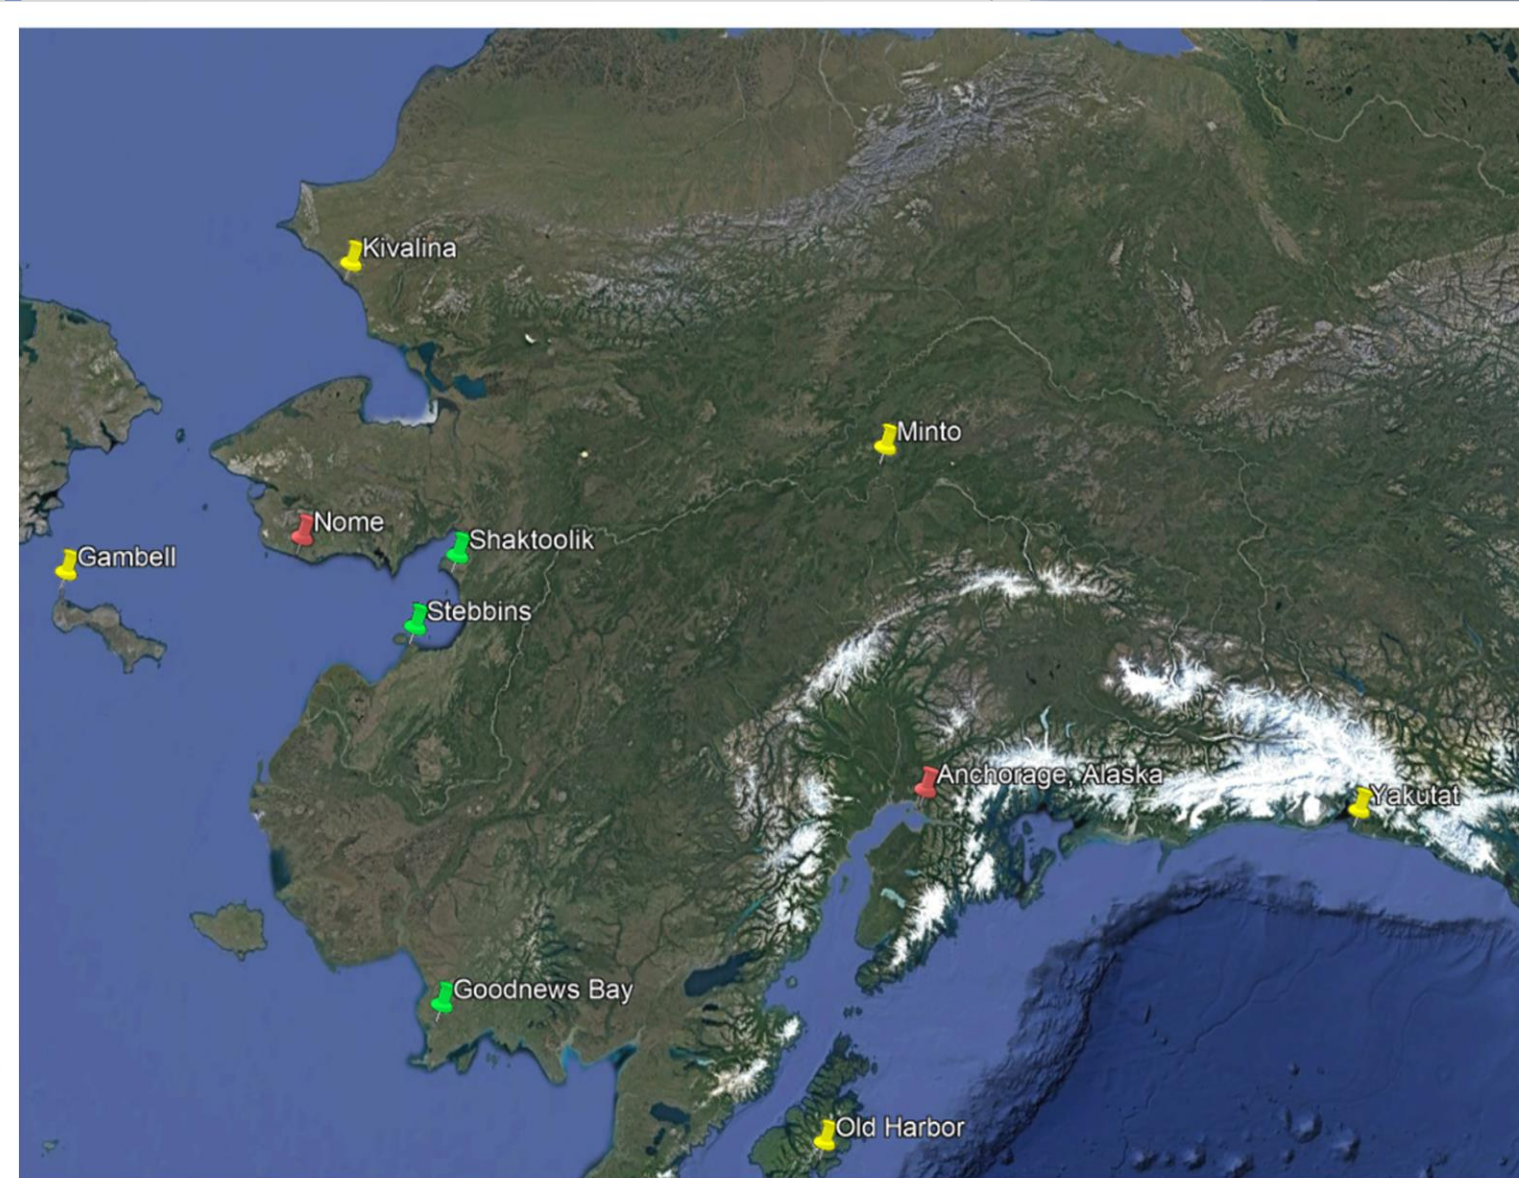 Kivalina
Minto
Nome
Shaktoolik
Gambell
Stebbins
Anchorage, Alaska
Yakutat
Goodnews Bay
Old Harbor